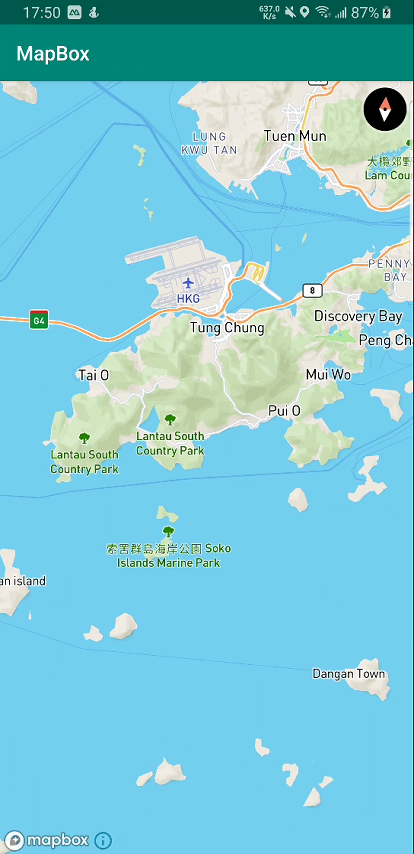 17:50
637.0
K/s
87%
MapBox
LUNG
KWU TAN
Tuen Mun
大欖郊野
Lam Cou
PENNY
BAY
HKG
8
G4
Tung Chung
Discovery Bay
Peng Cha
Tai O
Mui Wo
Pui O
Lantau South
Country Park
Lantau South
Country Park
索罟群島海岸公園 Soko
Islands Marine Park
an island
Dangan Town
mapbox